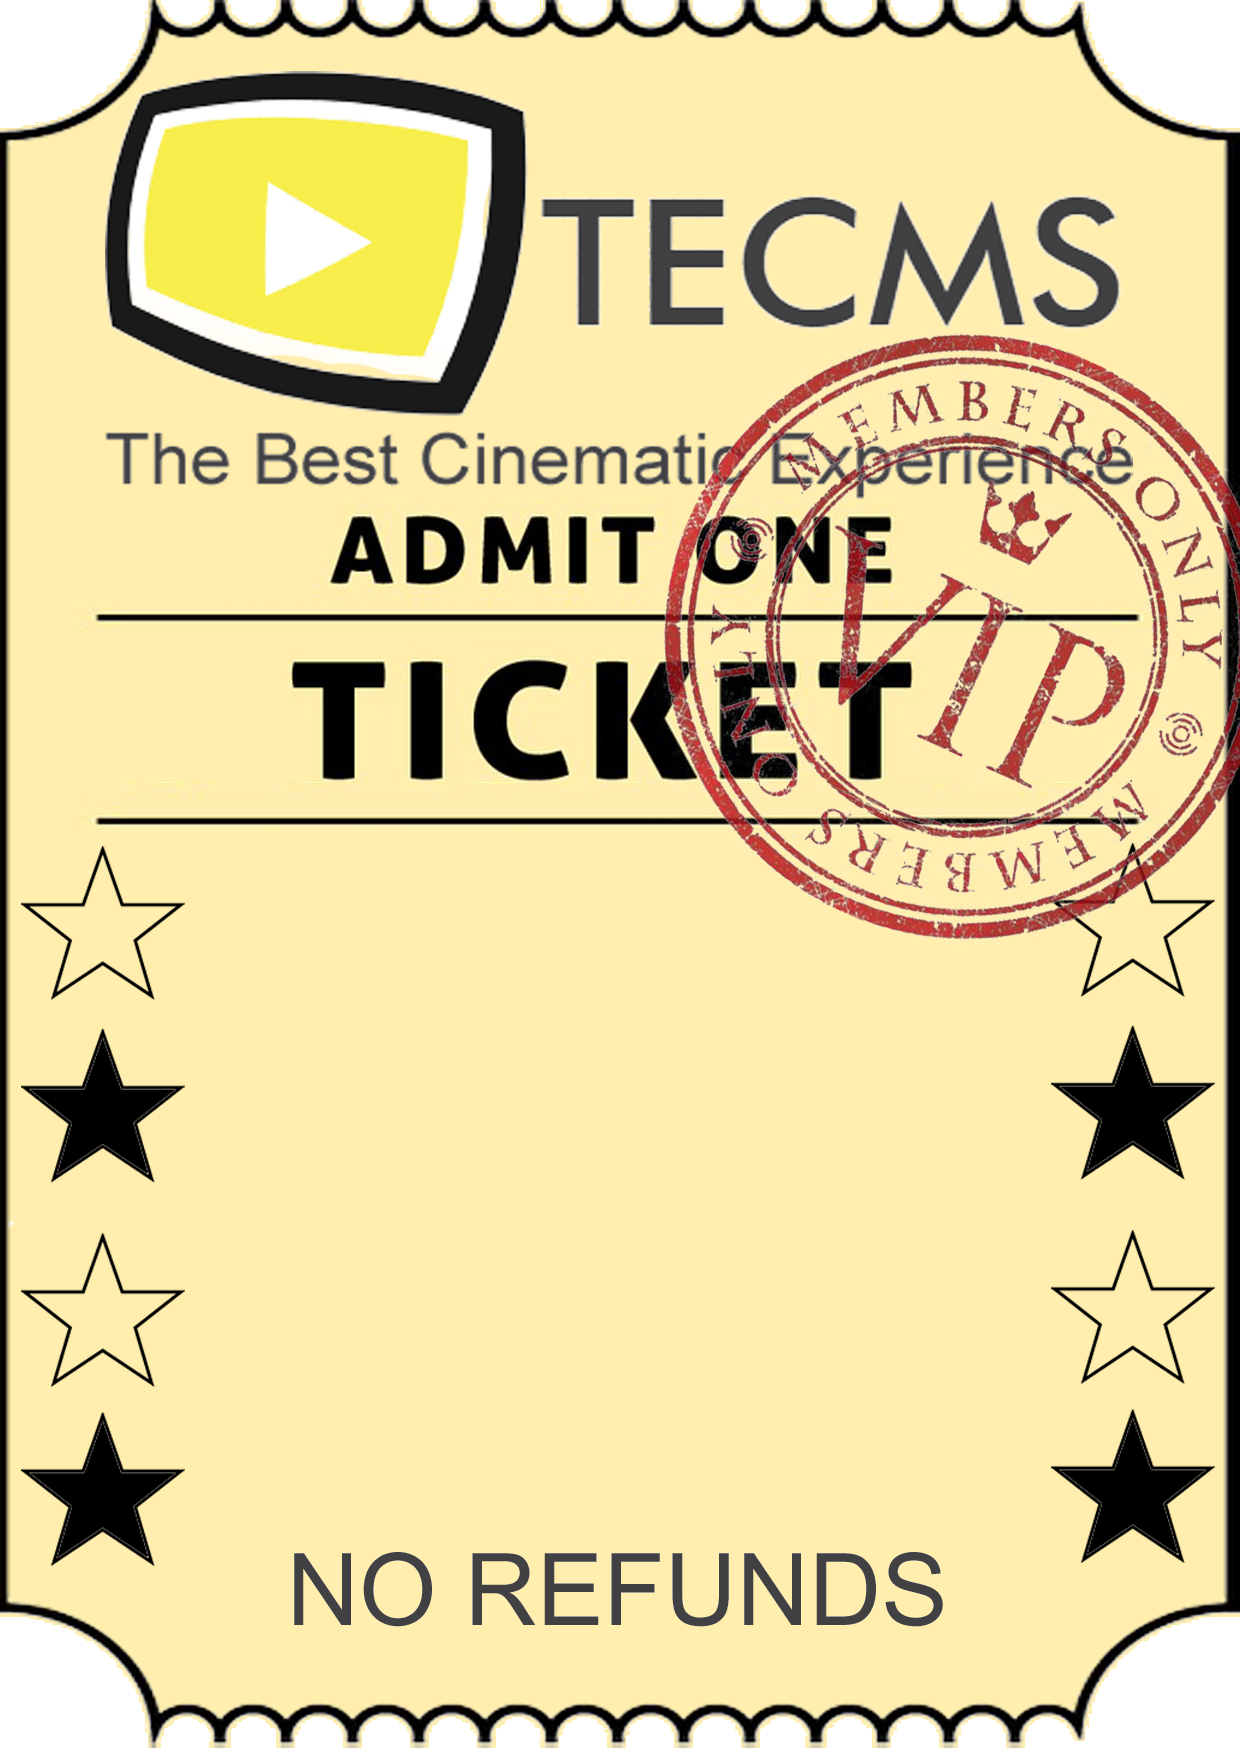 TECMS
The Best Cinematic Experience
ADMIT ONE
TICKET
MEMBERS ONLY
VIP
MEMBERS ONLY
NO REFUNDS